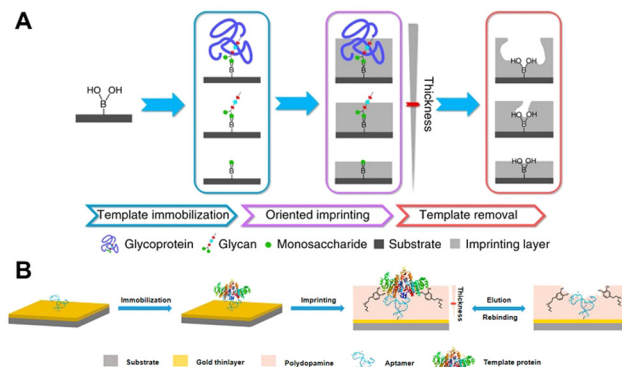 A
HO OH
B
Thickness
B
B
B
HO OH
B
HO OH
B
HO OH
B
Template immobilization
Oriented imprinting
Template removal
Glycoprotein
Glycan
Monosaccharide
Substrate
Imprinting layer
B
Immobilization
Imprinting
Thickness
Elution
Rebinding
Substrate
Gold thinlayer
Polydopamine
Aptamer
Template protein